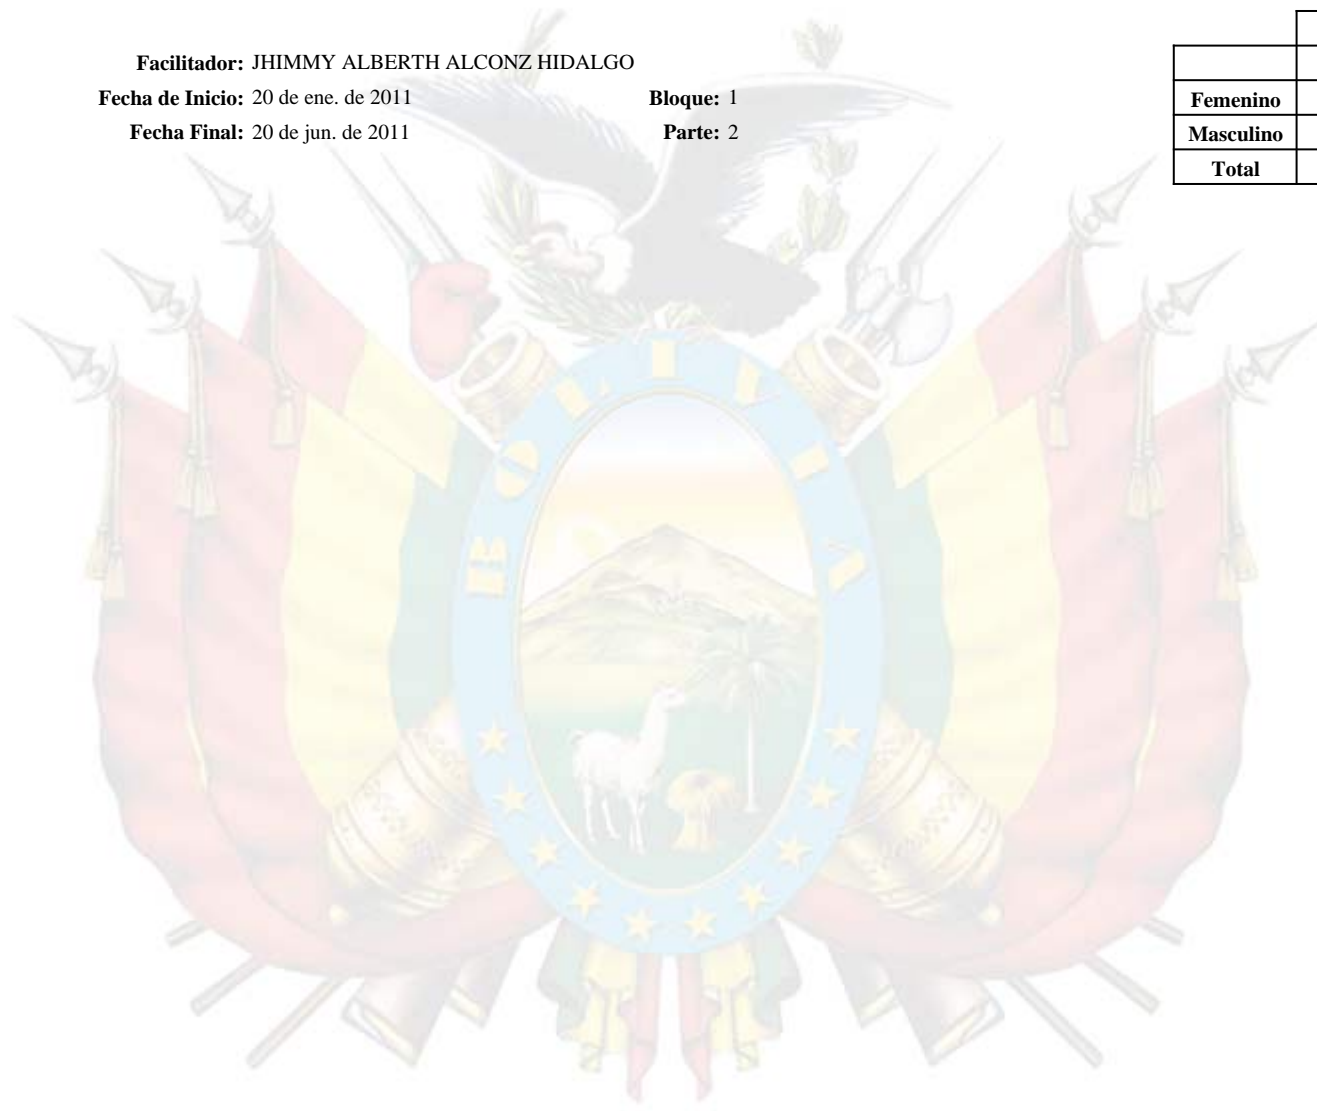 Facilitador: JHIMMY ALBERTH ALCONZ HIDALGO
Fecha de Inicio: 20 de ene. de 2011 Bloque: 1
Fecha Final: 20 de jun. de 2011 Parte: 2
Femenino
Masculino
Total
BOLIVIA